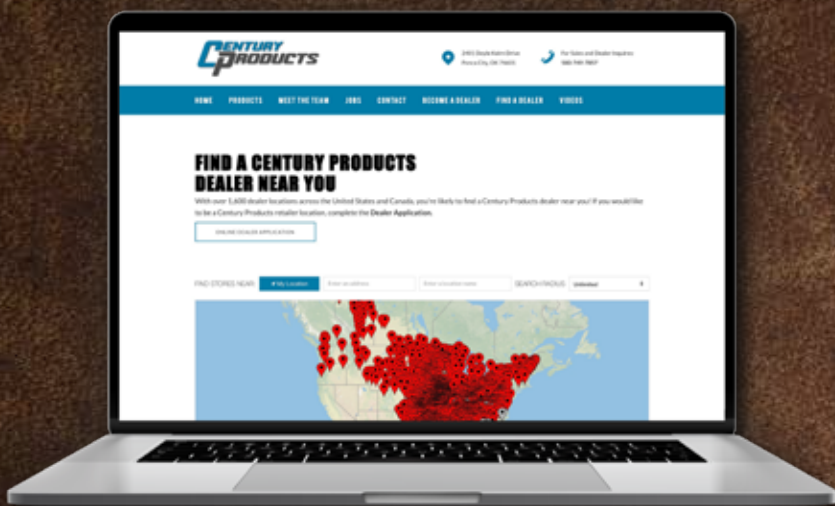 CENTURY
PRODUCTS
2401 Doyle Kelm Drive
Ponca City, OK 74601
For Sales and Dealer Inquires
HOME PRODUCTS MEET THE TEAM JOBS CONTACT BECOME A DEALER FIND A DEALER VIDEOS
FIND A CENTURY PRODUCTS
DEALER NEAR YOU
With over 1,600 dealer locations across the United States and Canada, you're likely to find a Century Products dealer near you! If you would like
to be a Century Products retailer location, complete the Dealer Application.
ONLINE DEALER APPLICATION
FIND STORES NEAR: My Location Enter an address Enter a location name SEARCH RADIUS: Unlimited